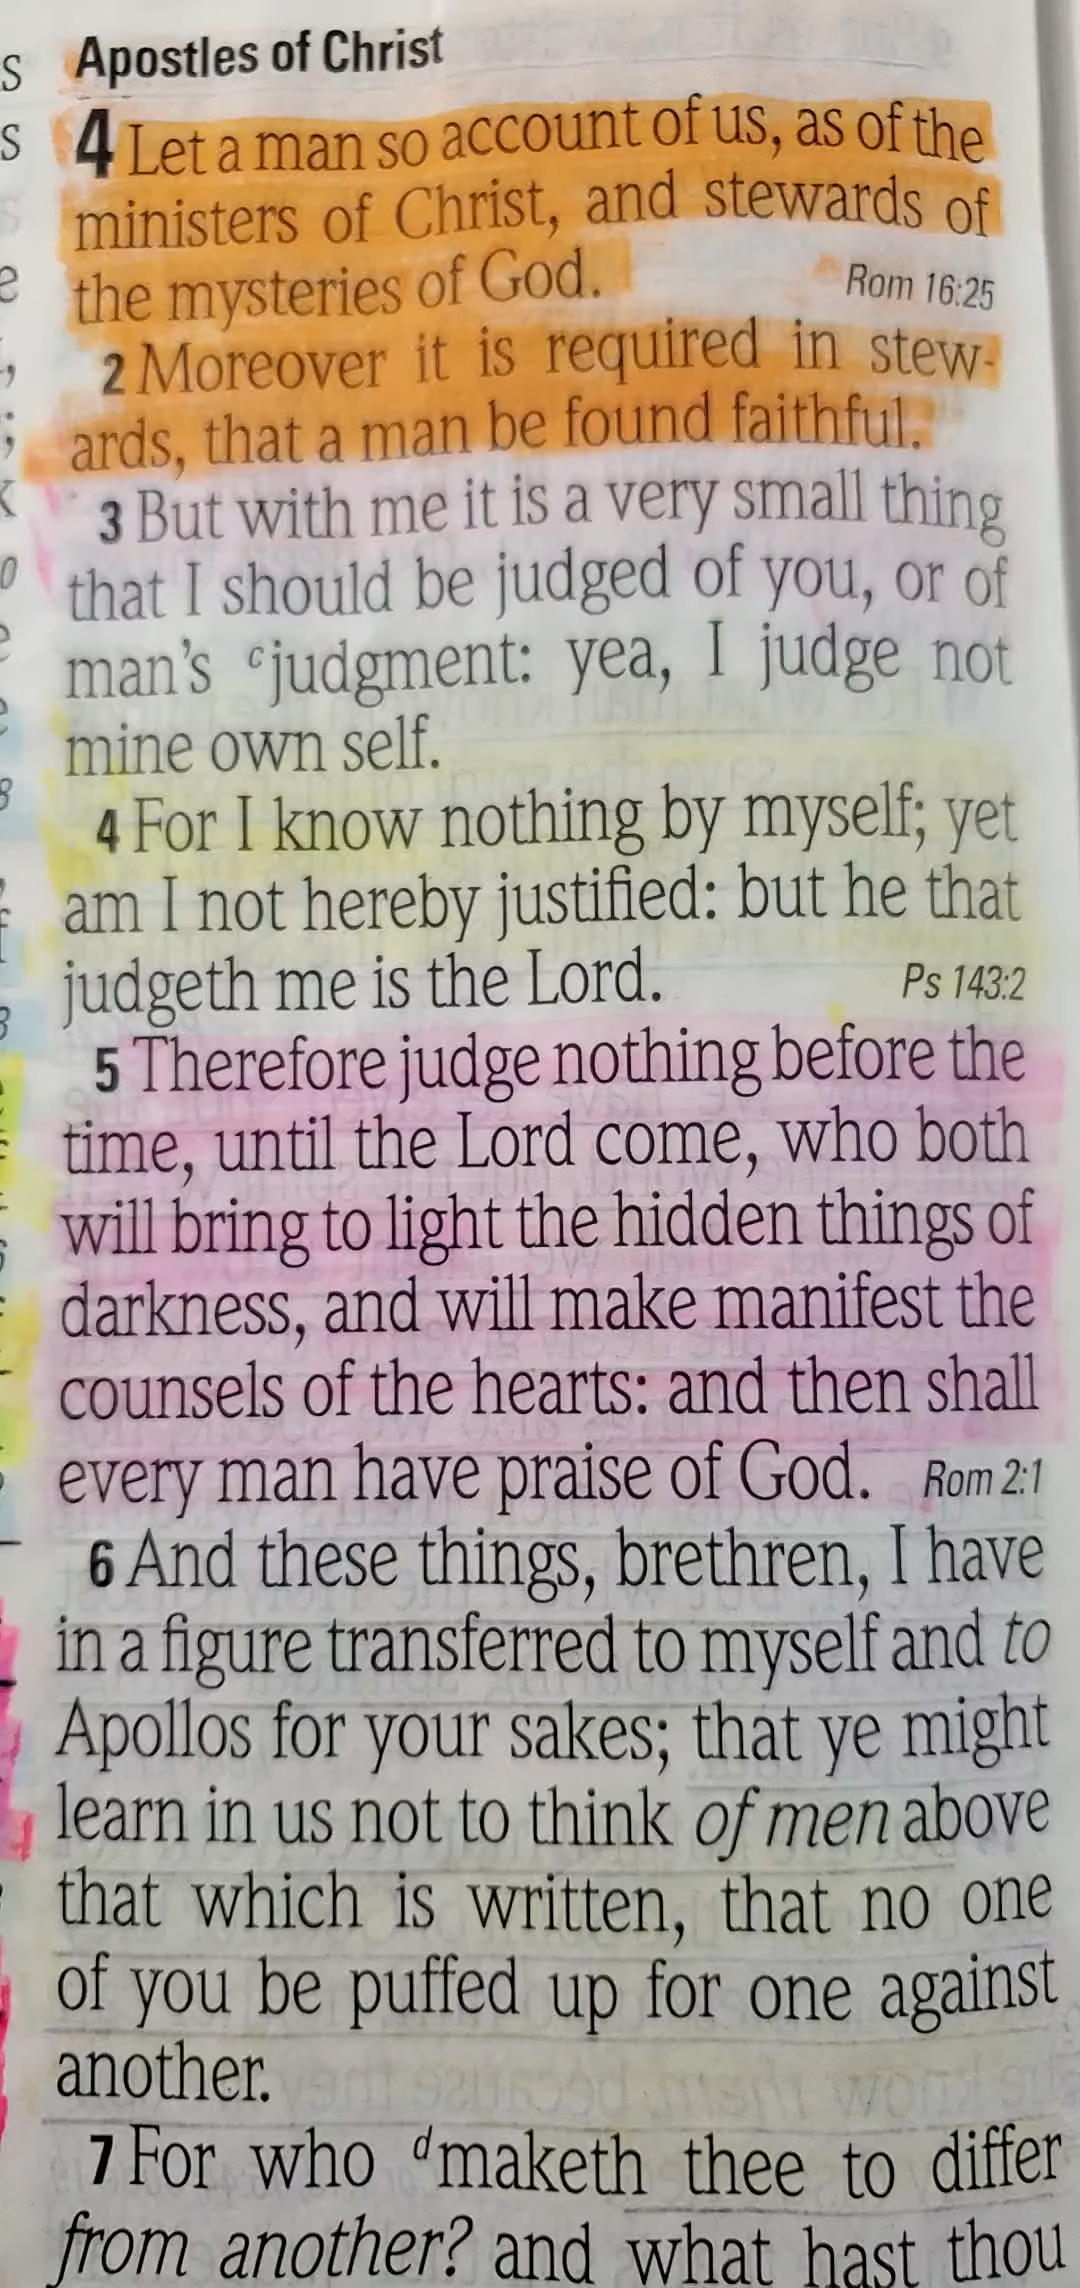 Apostles of Christ
4 Let a man so account of us, as of the
ministers of Christ, and stewards of
the mysteries of God. Rom 16:25
2 Moreover it is required in stew-
ards, that a man be found faithful.
3 But with me it is a very small thing
that I should be judged of you, or of
man's cjudgment: yea, I judge not
mine own self.
4 For I know nothing by myself; yet
am I not hereby justified: but he that
judgeth me is the Lord. Ps 143:2
5 Therefore judge nothing before the
time, until the Lord come, who both
will bring to light the hidden things of
darkness, and will make manifest the
counsels of the hearts: and then shall
every man have praise of God. Rom 2:1
6 And these things, brethren, I have
in a figure transferred to myself and to
Apollos for your sakes; that ye might
learn in us not to think of men above
that which is written, that no one
of you be puffed up for one against
another.
7 For who dmaketh thee to differ
from another? and what hast thou